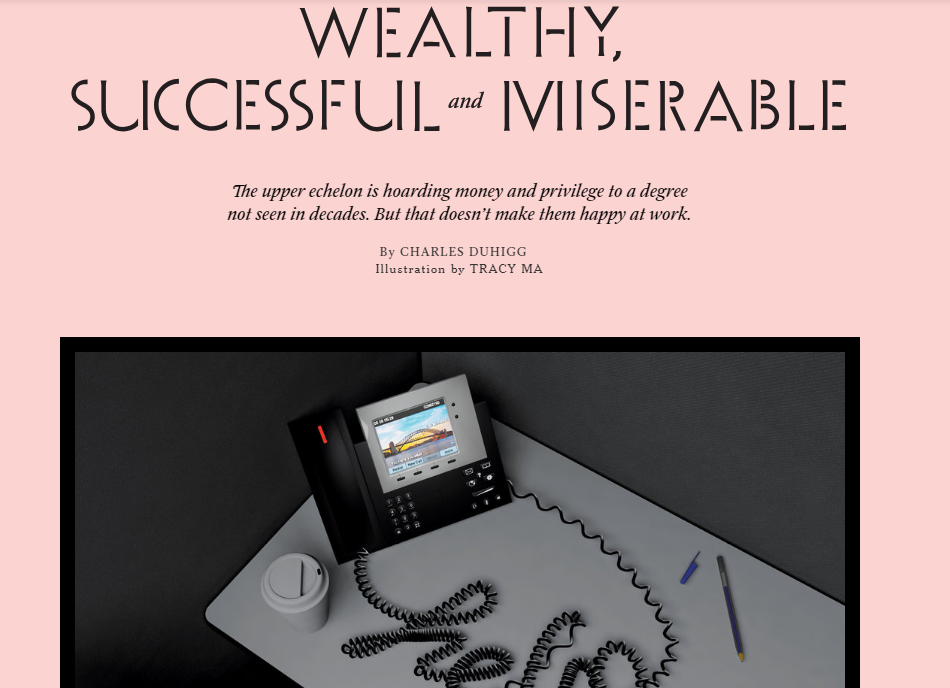 WEALTHY,
SUCCESSFUL and MISERABLE
The upper echelon is hoarding money and privilege to a degree
not seen in decades. But that doesn’t make them happy at work.
By CHARLES DUHIGG
Illustration by TRACY MA